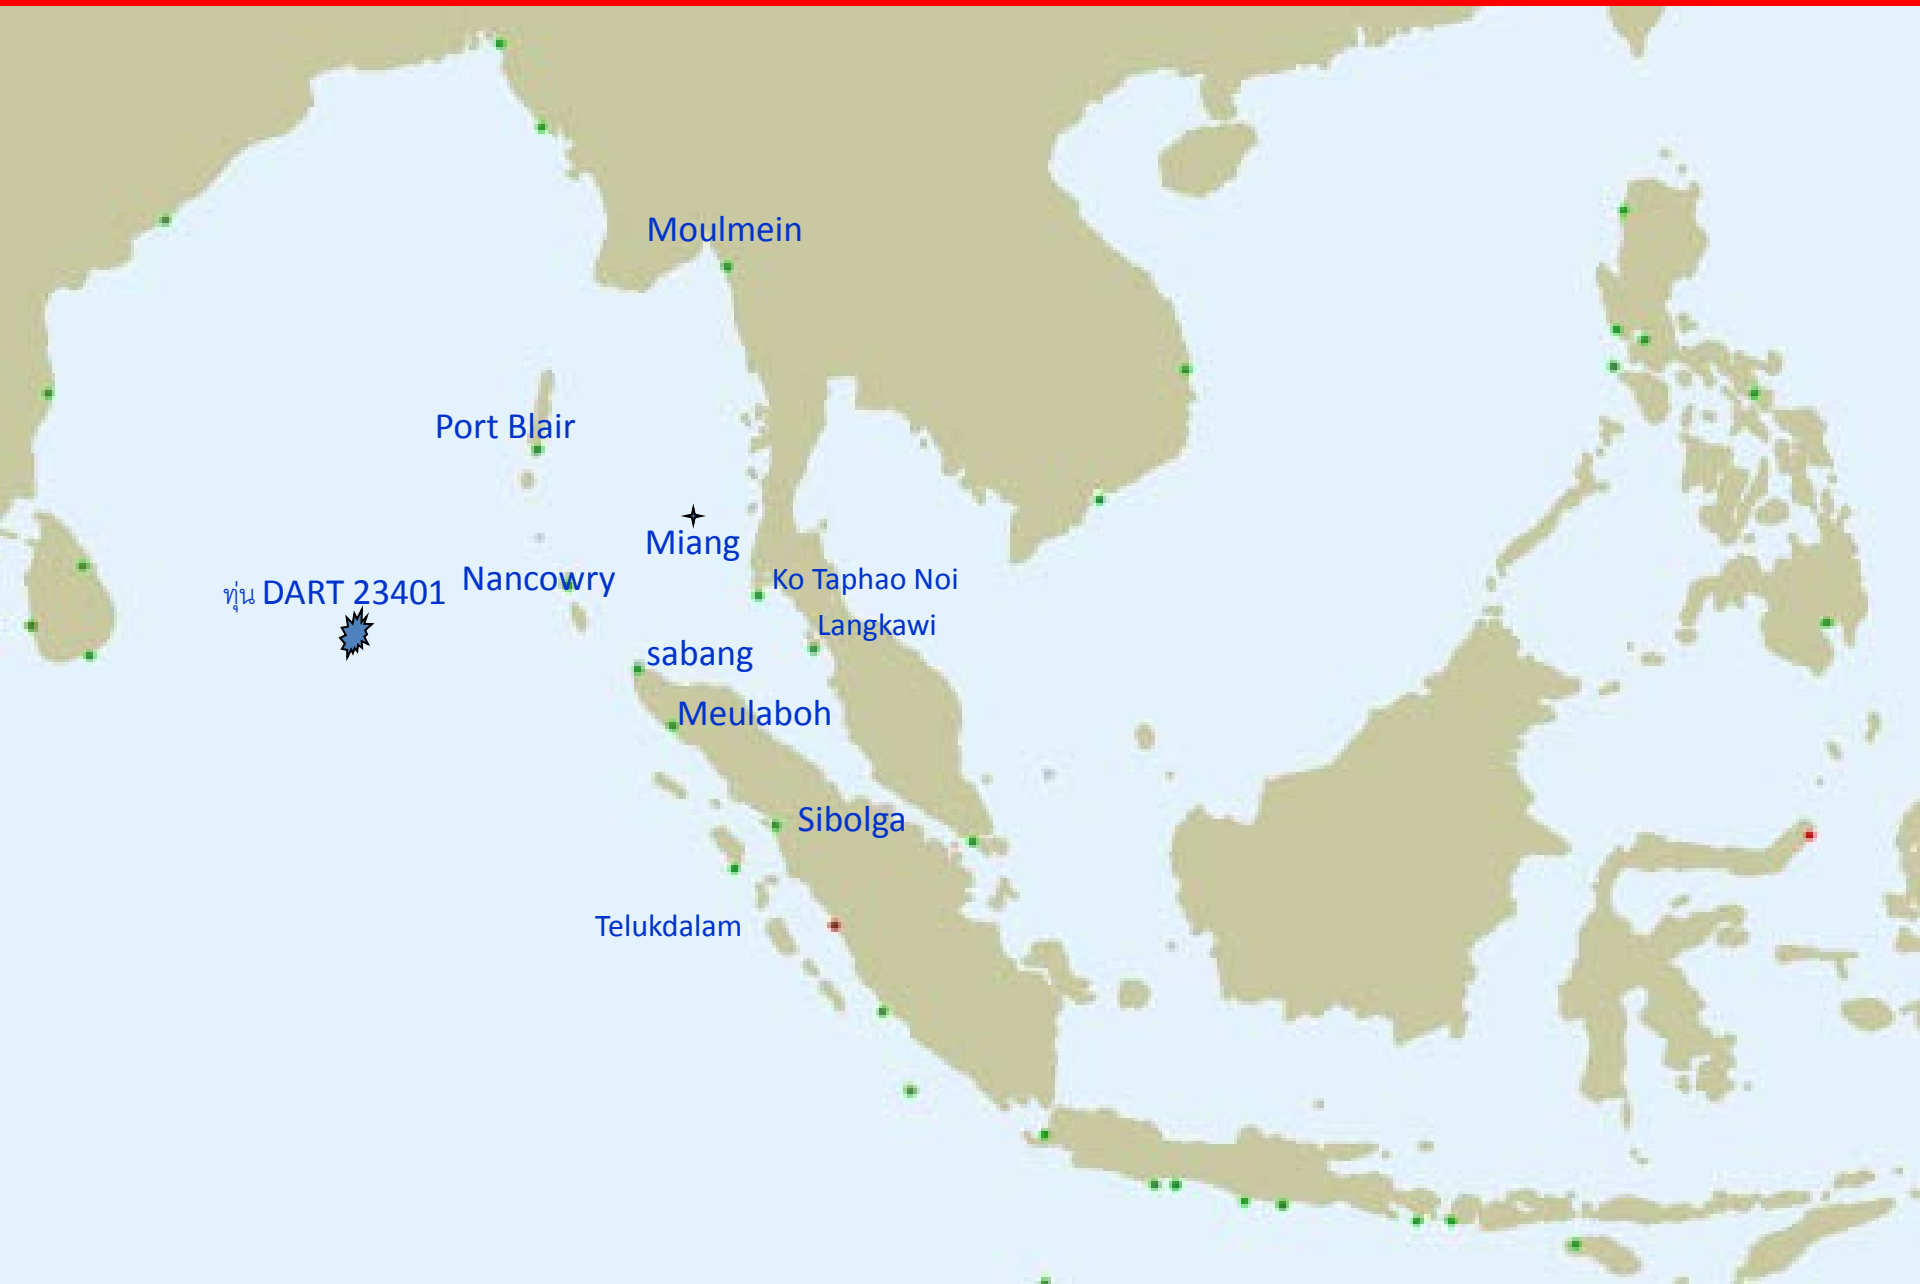 Moulmein
Port Blair
Miang
Nancowry
Ko Taphao Noi
ทุ่น DART 23401
Langkawi
sabang
Meulaboh
Sibolga
Telukdalam